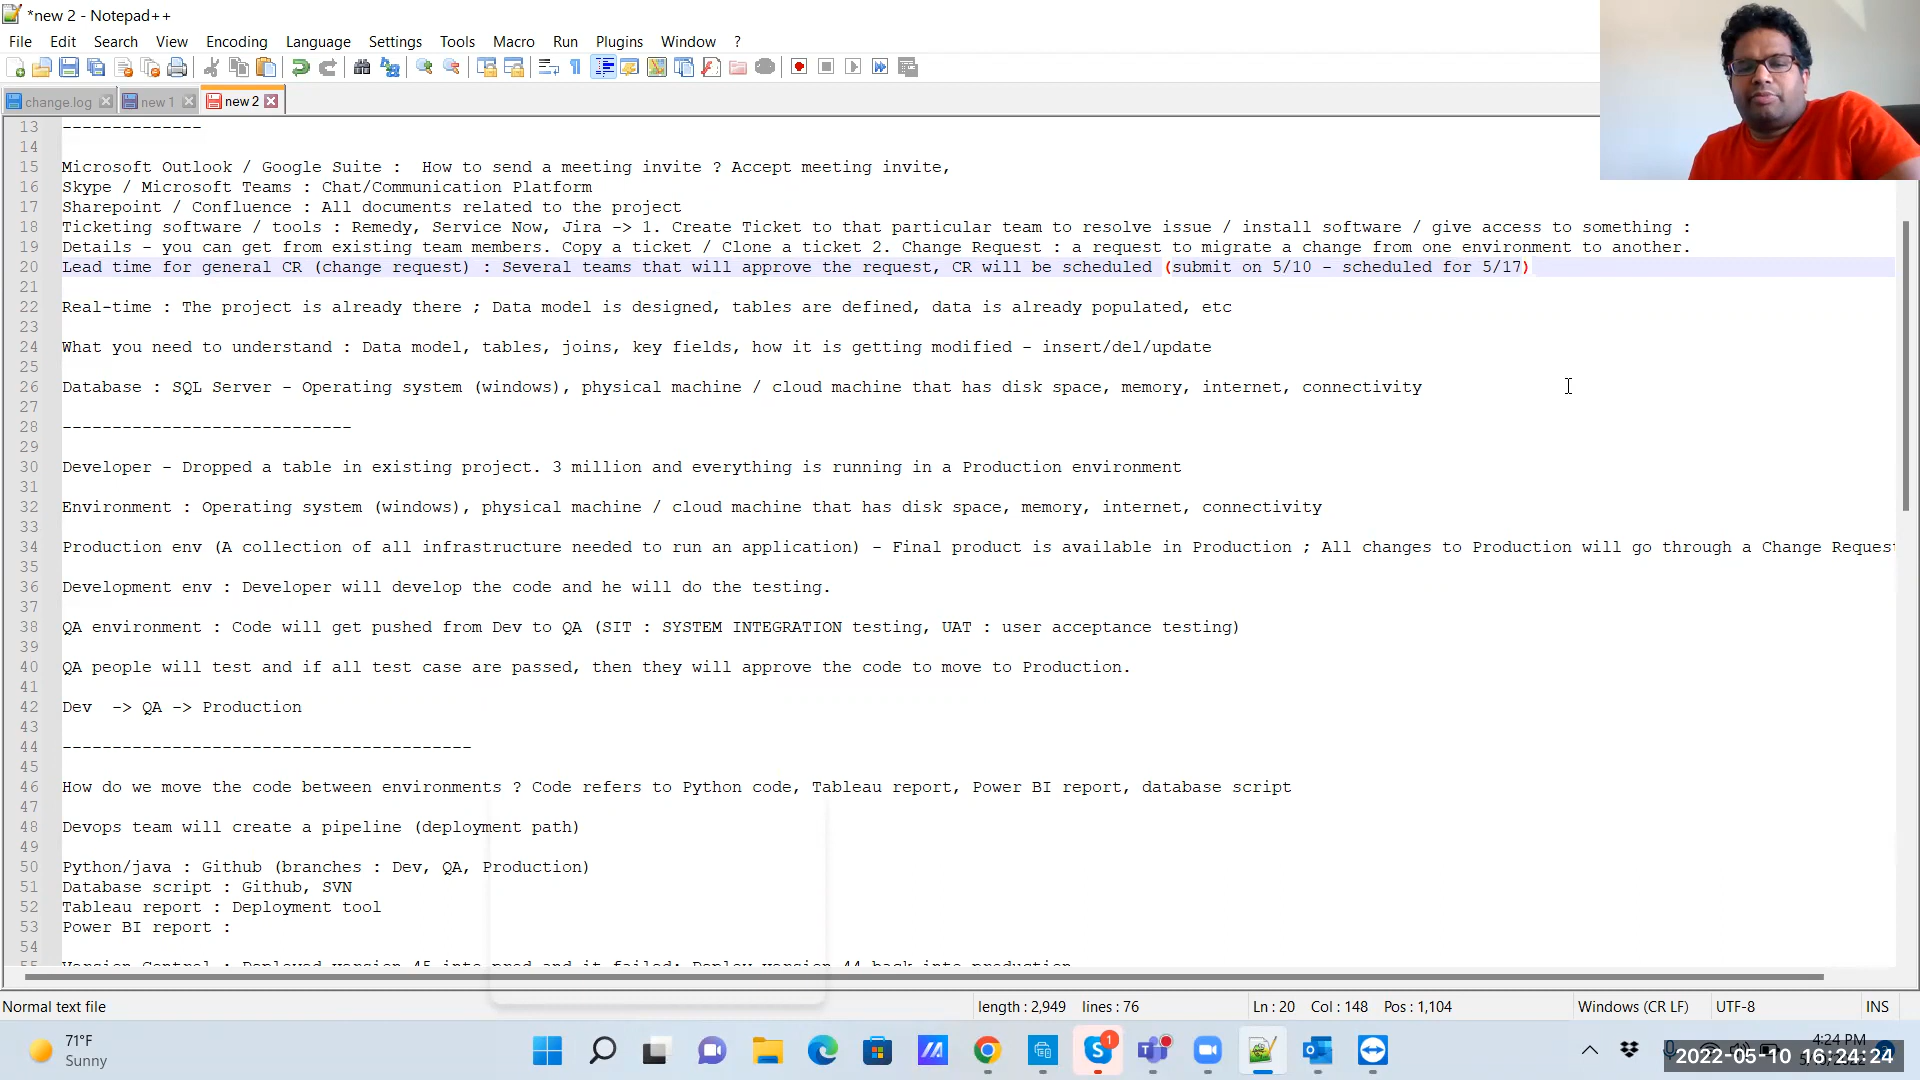 *new 2 - Notepad++
File Edit Search View Encoding Language Settings Tools Macro Run Plugins Window ?
change.log new 1 new 2
13 --------------
14
15 Microsoft Outlook / Google Suite :  How to send a meeting invite ? Accept meeting invite,
16 Skype / Microsoft Teams : Chat/Communication Platform
17 Sharepoint / Confluence : All documents related to the project
18 Ticketing software / tools : Remedy, Service Now, Jira -> 1. Create Ticket to that particular team to resolve issue / install software / give access to something :
19 Details - you can get from existing team members. Copy a ticket / Clone a ticket 2. Change Request : a request to migrate a change from one environment to another.
20 Lead time for general CR (change request) : Several teams that will approve the request, CR will be scheduled (submit on 5/10 - scheduled for 5/17)
21
22 Real-time : The project is already there ; Data model is designed, tables are defined, data is already populated, etc
23
24 What you need to understand : Data model, tables, joins, key fields, how it is getting modified - insert/del/update
25
26 Database : SQL Server - Operating system (windows), physical machine / cloud machine that has disk space, memory, internet, connectivity
27
28 -----------------------------
29
30 Developer - Dropped a table in existing project. 3 million and everything is running in a Production environment
31
32 Environment : Operating system (windows), physical machine / cloud machine that has disk space, memory, internet, connectivity
33
34 Production env (A collection of all infrastructure needed to run an application) - Final product is available in Production ; All changes to Production will go through a Change Request
35
36 Development env : Developer will develop the code and he will do the testing.
37
38 QA environment : Code will get pushed from Dev to QA (SIT : SYSTEM INTEGRATION testing, UAT : user acceptance testing)
39
40 QA people will test and if all test case are passed, then they will approve the code to move to Production.
41
42 Dev  -> QA -> Production
43
44 -----------------------------------------
45
46 How do we move the code between environments ? Code refers to Python code, Tableau report, Power BI report, database script
47
48 Devops team will create a pipeline (deployment path)
49
50 Python/java : Github (branches : Dev, QA, Production)
51 Database script : Github, SVN
52 Tableau report : Deployment tool
53 Power BI report :
54
55 Version Control : Deployed version 45 into prod and it failed; Deploy version 44 back into production
Normal text file length : 2,949 lines : 76 Ln : 20 Col : 148 Pos : 1,104 Windows (CR LF) UTF-8 INS
71°F
Sunny
1
4:24 PM
2022-05-10 16:24:24